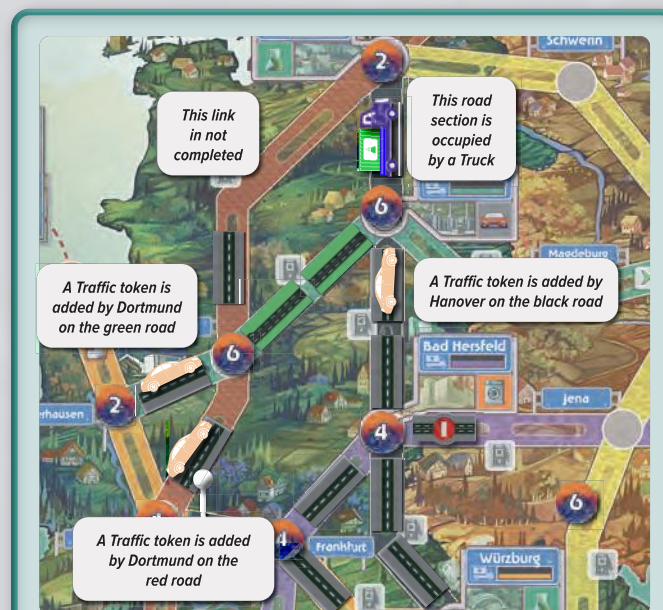 Schwerin
2
This link
in not
completed
This road
section is
occupied
by a Truck
6
Magdeburg
A Traffic token is
added by Dortmund
on the green road
A Traffic token is added by
Hanover on the black road
6
Bad Hersfeld
2
erhausen
Jena
4
6
A Traffic token is added
by Dortmund on the
red road
4
Frankfurt
Würzburg